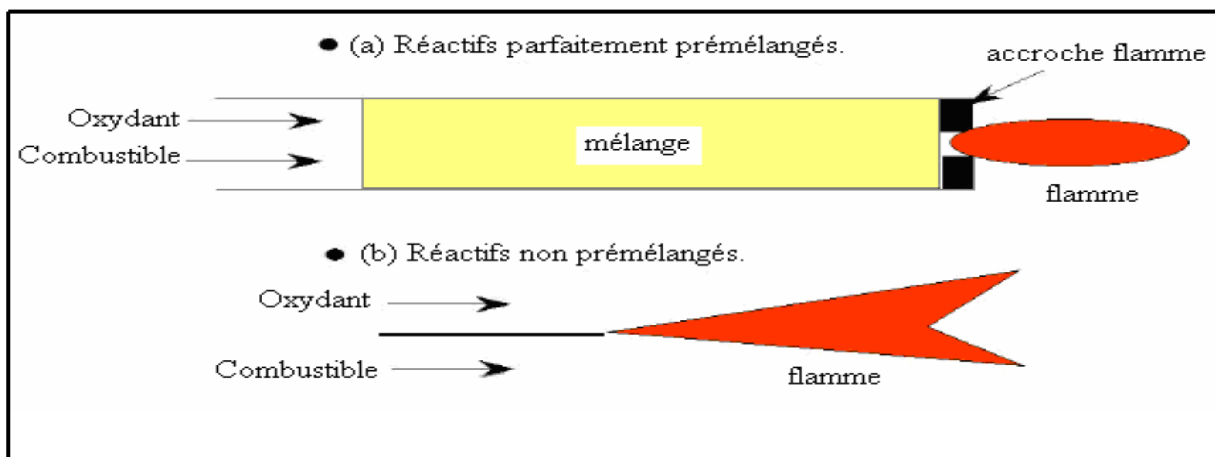 ● (a) Réactifs parfaitement prémélangés.
accroche flamme
Oxydant
Combustible
mélange
flamme
● (b) Réactifs non prémélangés.
Oxydant
Combustible
flamme